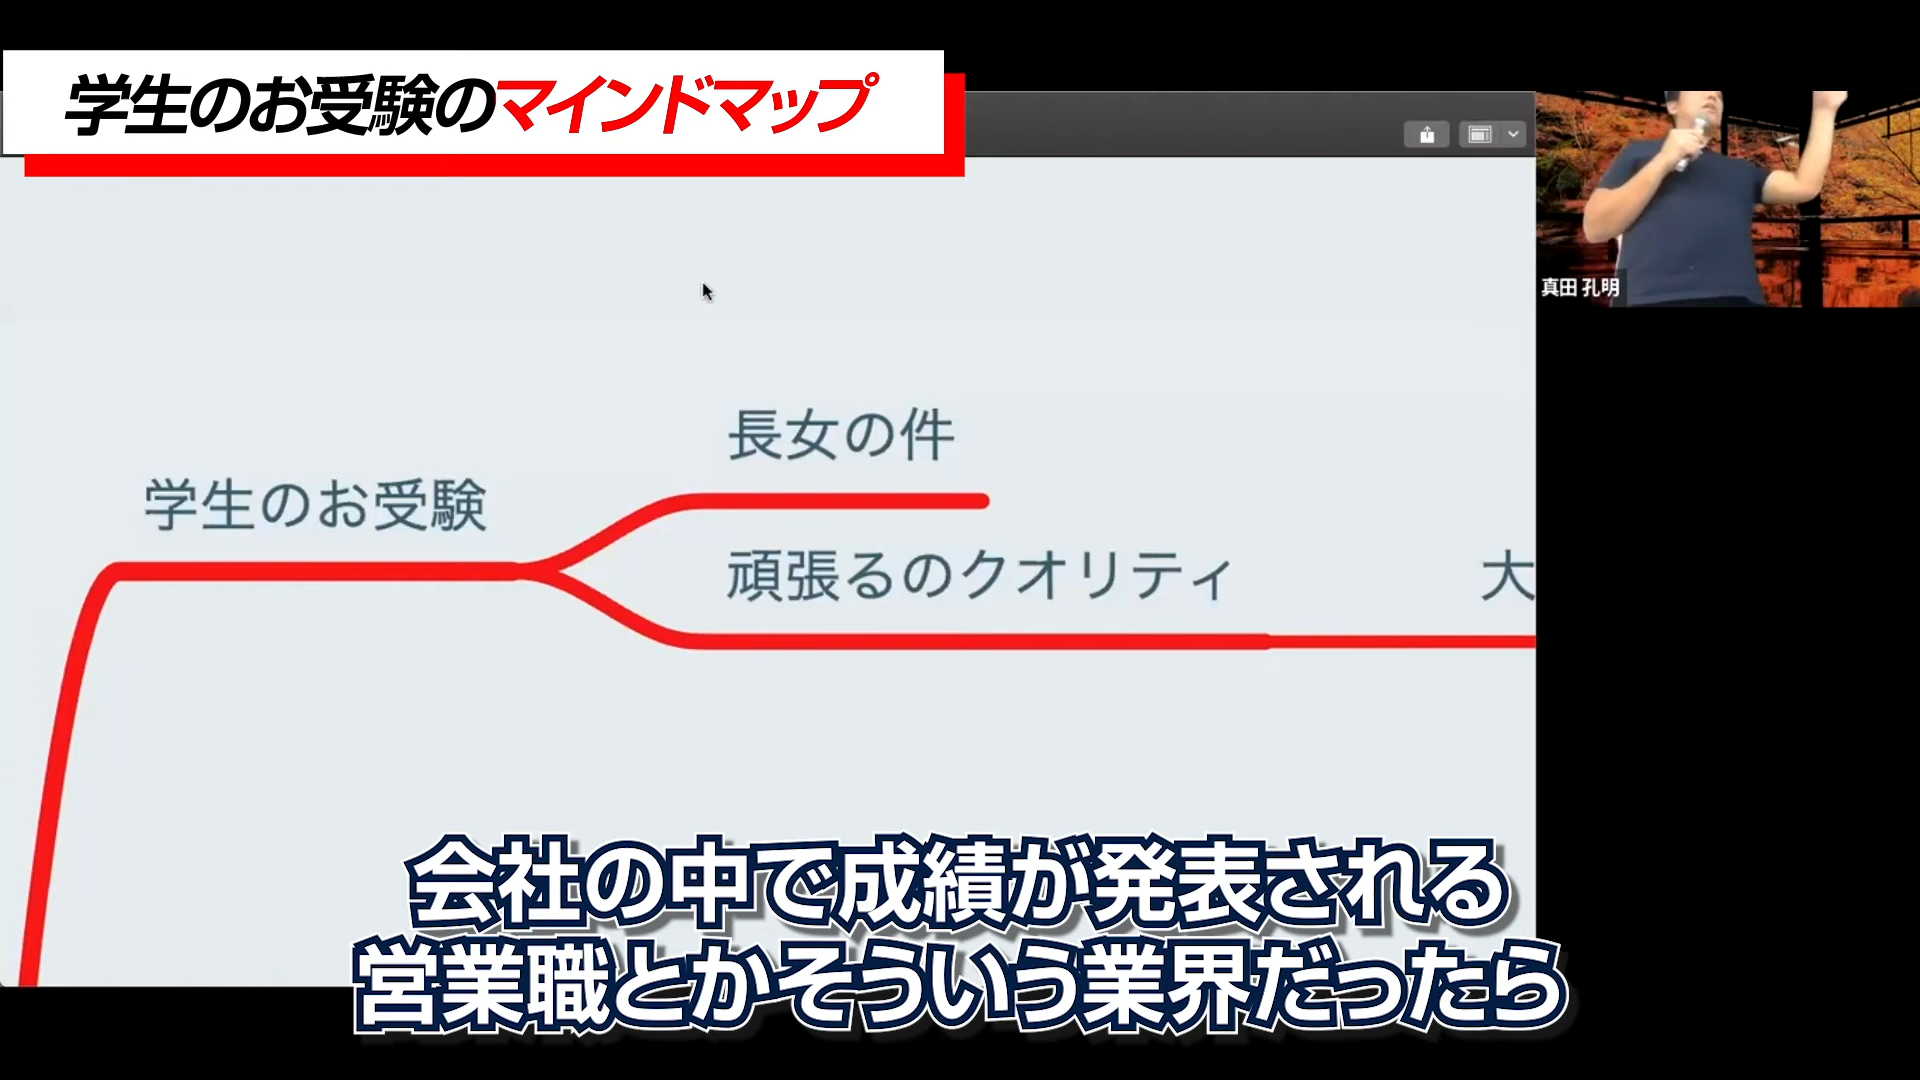 学生のお受験のマインドマップ
真田 孔明
長女の件
学生のお受験
頑張るのクオリティ
大
会社の中で成績が発表される
営業職とかそういう業界だったら